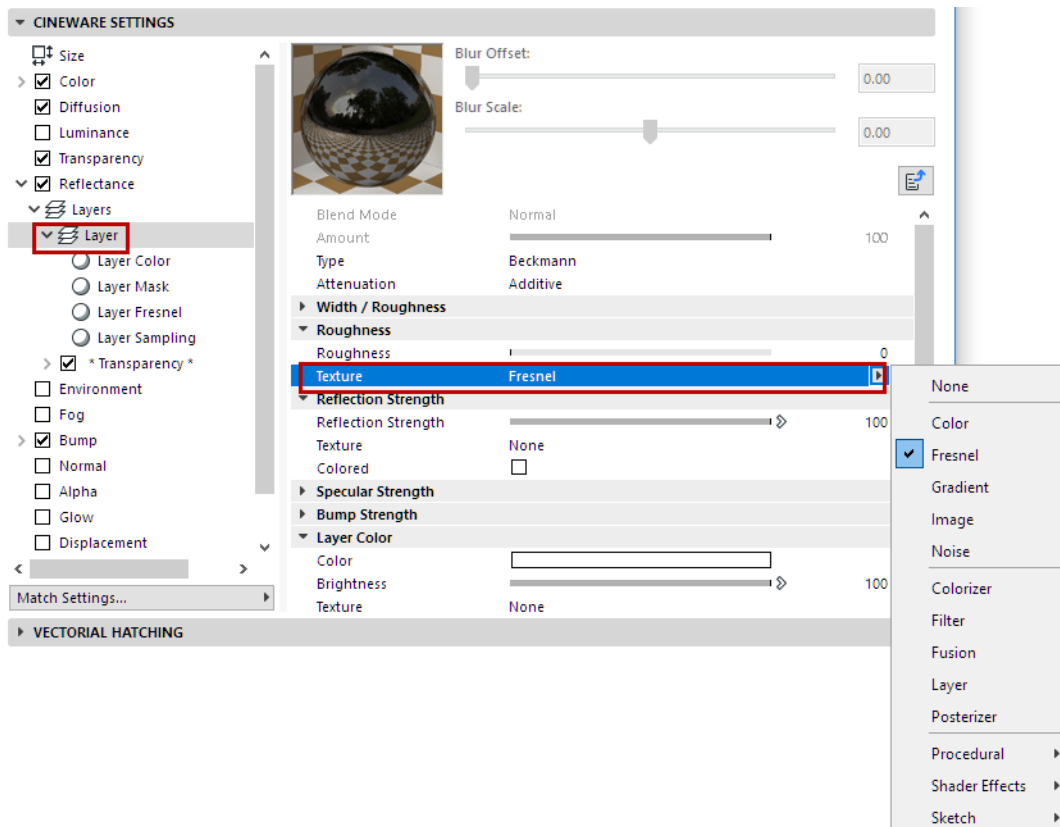 CINEWARE SETTINGS
Size
Color
Diffusion
Luminance
Transparency
Reflectance
Layers
Layer
Layer Color
Layer Mask
Layer Fresnel
Layer Sampling
* Transparency *
Environment
Fog
Bump
Normal
Alpha
Glow
Displacement
Match Settings...
Blur Offset:
0.00
Blur Scale:
0.00
Blend Mode Normal
Amount 100
Type Beckmann
Attenuation Additive
Width / Roughness
Roughness
Roughness 0
Texture Fresnel
Reflection Strength
Reflection Strength 100
Texture None
Colored
Specular Strength
Bump Strength
Layer Color
Color
Brightness 100
Texture None
VECTORIAL HATCHING
None
Color
Fresnel
Gradient
Image
Noise
Colorizer
Filter
Fusion
Layer
Posterizer
Procedural
Shader Effects
Sketch